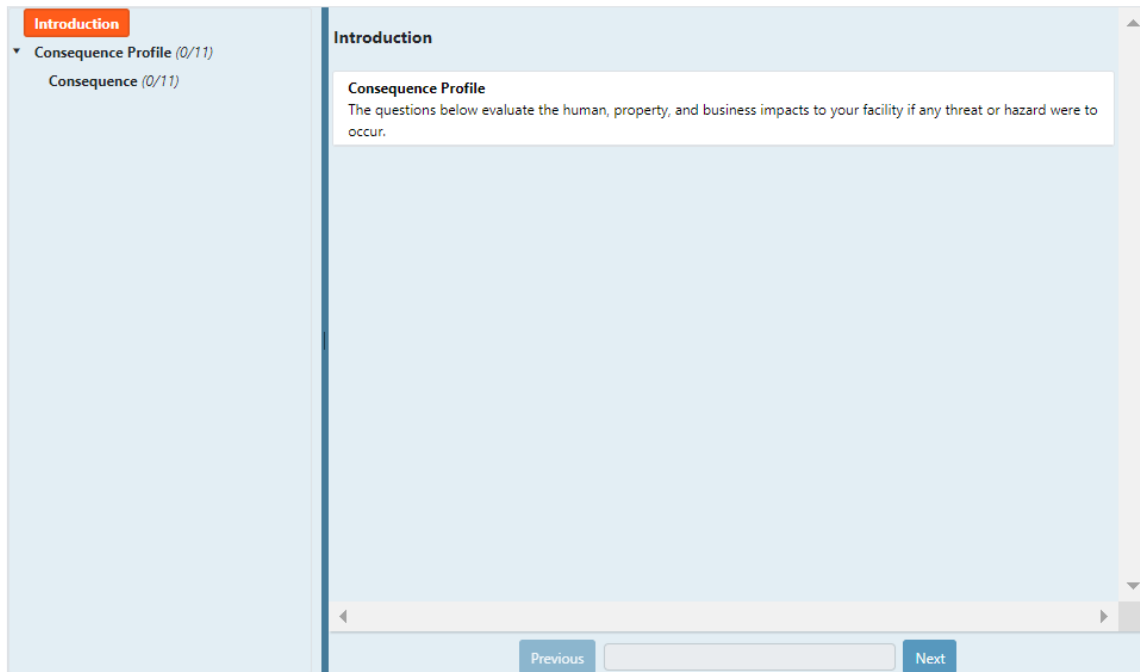 Introduction
Consequence Profile (0/11)
Consequence (0/11)
Introduction
Consequence Profile
The questions below evaluate the human, property, and business impacts to your facility if any threat or hazard were to
occur.
Previous
Next